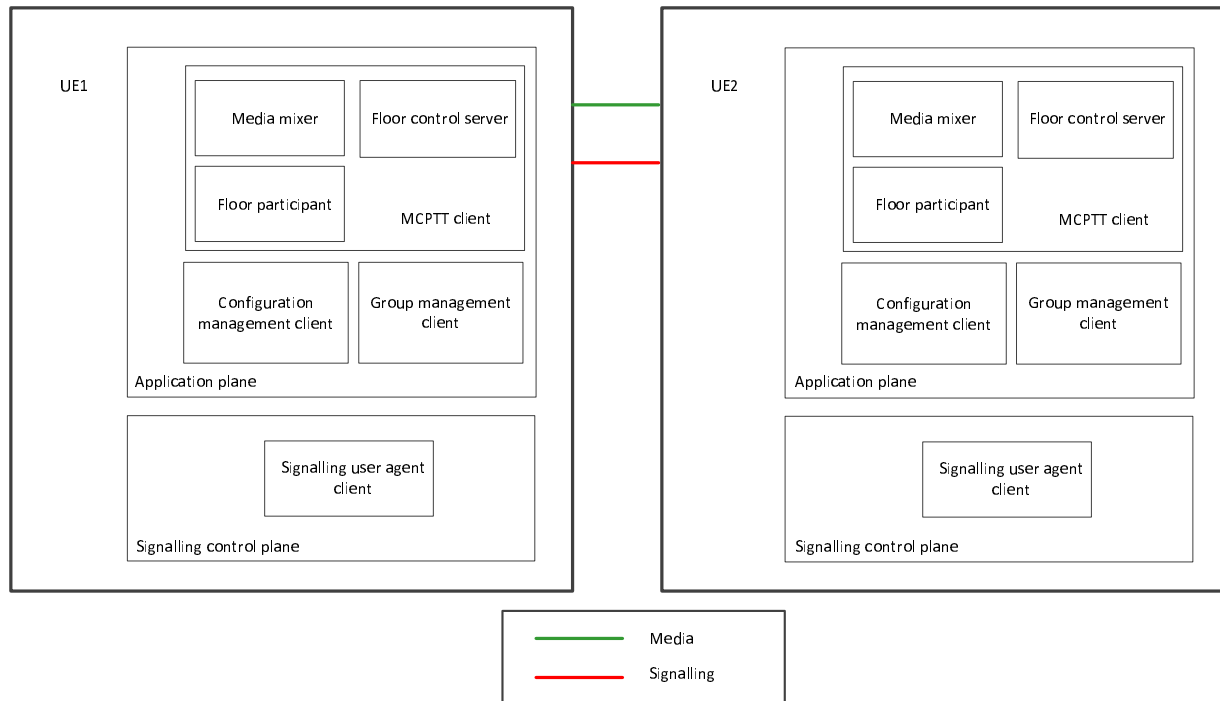 UE1
Media mixer
Floor control server
Floor participant
MCPTT client
Configuration
management client
Group management
client
Application plane
Signalling user agent
client
Signalling control plane
UE2
Media mixer
Floor control server
Floor participant
MCPTT client
Configuration
management client
Group management
client
Application plane
Signalling user agent
client
Signalling control plane
Media
Signalling